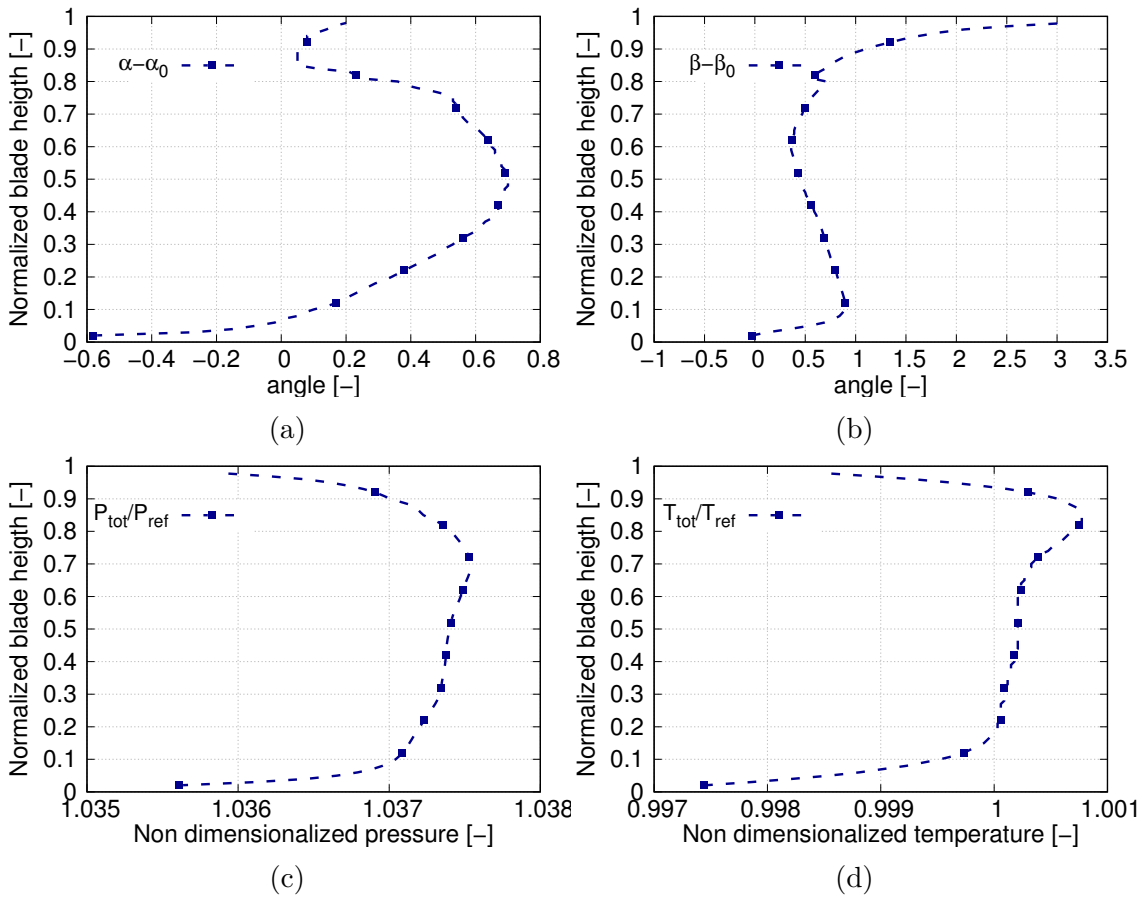 1
0.9
0.8
0.7
0.6
0.5
0.4
0.3
0.2
0.1
0
Normalized blade heigth [−]
α−α0
−0.6 −0.4 −0.2 0 0.2 0.4 0.6 0.8
angle [−]
(a)
1
0.9
0.8
0.7
0.6
0.5
0.4
0.3
0.2
0.1
0
Normalized blade heigth [−]
β−β0
−1 −0.5 0 0.5 1 1.5 2 2.5 3 3.5
angle [−]
(b)
1
0.9
0.8
0.7
0.6
0.5
0.4
0.3
0.2
0.1
0
Normalized blade heigth [−]
Ptot/Pref
1.035 1.036 1.037 1.038
Non dimensionalized pressure [−]
(c)
1
0.9
0.8
0.7
0.6
0.5
0.4
0.3
0.2
0.1
0
Normalized blade heigth [−]
Ttot/Tref
0.997 0.998 0.999 1 1.001
Non dimensionalized temperature [−]
(d)